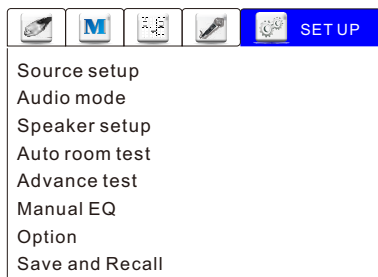 M
SET UP
Source setup
Audio mode
Speaker setup
Auto room test
Advance test
Manual EQ
Option
Save and Recall